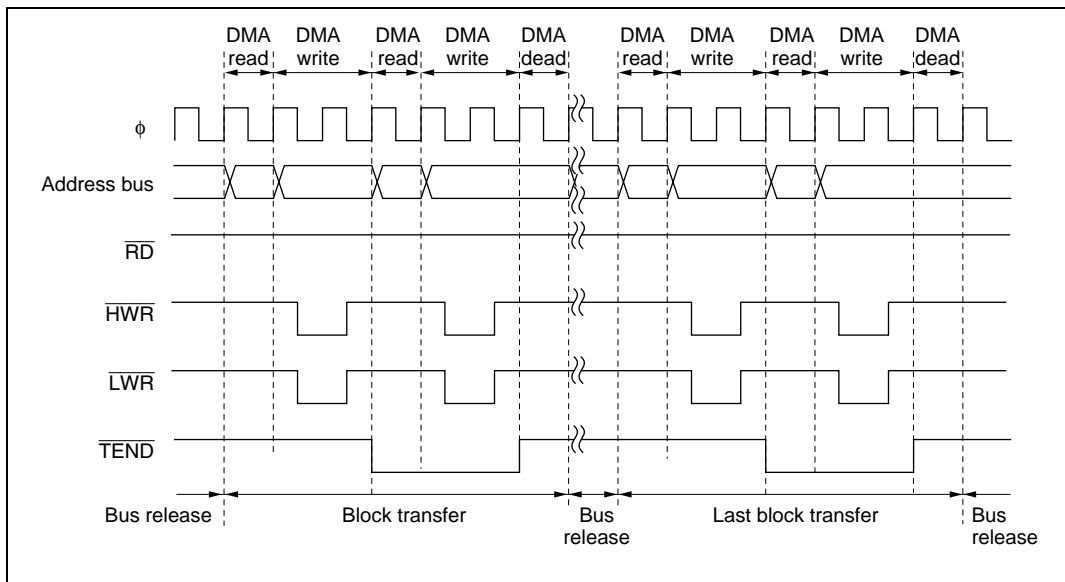 DMA DMA DMA DMA DMA DMA DMA DMA DMA DMA
read write read write dead read write read write dead
ϕ
Address bus
RD
HWR
LWR
TEND
Bus release Block transfer Bus release Last block transfer Bus release